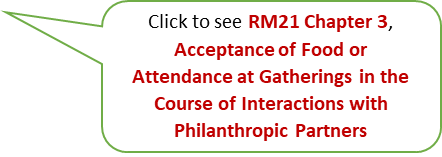 Click to see RM21 Chapter 3,
Acceptance of Food or
Attendance at Gatherings in the
Course of Interactions with
Philanthropic Partners